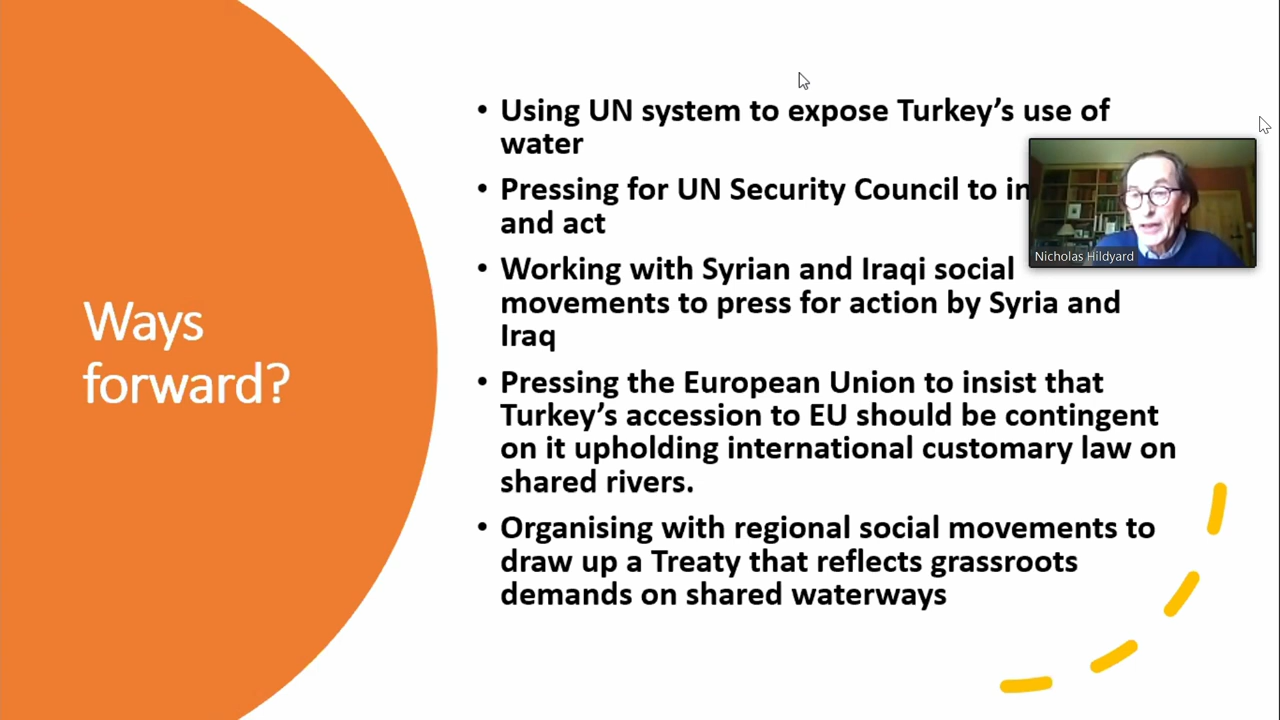 Ways
forward?
• Using UN system to expose Turkey's use of
water
• Pressing for UN Security Council to
and act
• Working with Syrian and Iraqi social
movements to press for action by Syria and
Iraq
• Pressing the European Union to insist that
Turkey's accession to EU should be contingent
on it upholding international customary law on
shared rivers.
• Organising with regional social movements to
draw up a Treaty that reflects grassroots
demands on shared waterways
Nicholas Hildyard